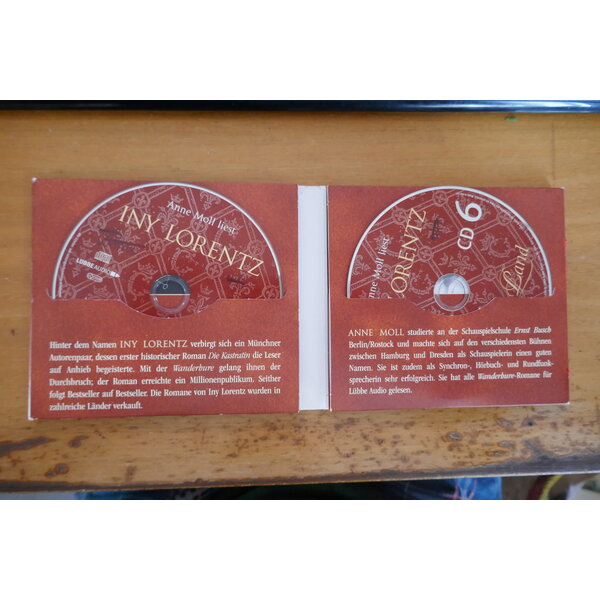 Anne Moll liest
INY LORENTZ
LÜBBE AUDIO
Hinter dem Namen INY LORENTZ verbirgt sich ein Münchner
Autorenpaar, dessen erster historischer Roman Die Kastratin die Leser
auf Anhieb begeisterte. Mit der Wanderhure gelang ihnen der
Durchbruch; der Roman erreichte ein Millionenpublikum. Seither
folgt Bestseller auf Bestseller. Die Romane von Iny Lorentz wurden in
zahlreiche Länder verkauft.
Anne Moll liest
LORENTZ
CD 6
Land
ANNE MOLL studierte an der Schauspielschule Ernst Busch
Berlin/Rostock und machte sich auf den verschiedensten Bühnen
zwischen Hamburg und Dresden als Schauspielerin einen guten
Namen. Sie ist zudem als Synchron-, Hörbuch- und Rundfunk-
sprecherin sehr erfolgreich. Sie hat alle Wanderhure-Romane für
Lübbe Audio gelesen.